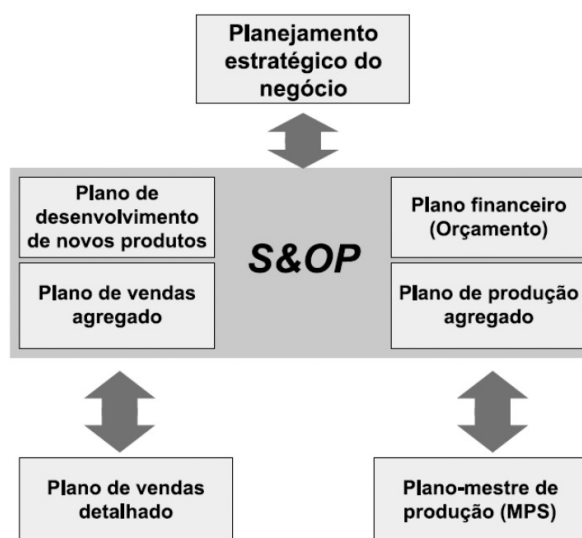 Planejamento
estratégico do
negócio
Plano de
desenvolvimento
de novos produtos
Plano de vendas
agregado
S&OP
Plano financeiro
(Orçamento)
Plano de produção
agregado
Plano de vendas
detalhado
Plano-mestre de
produção (MPS)